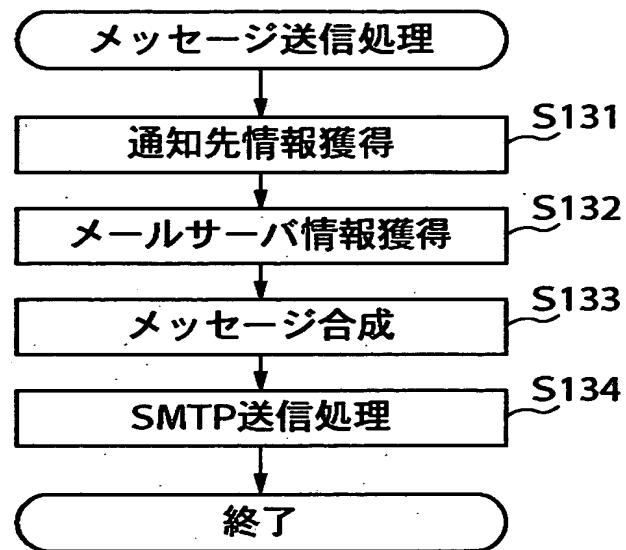 メッセージ送信処理
S131
通知先情報獲得
S132
メールサーバ情報獲得
S133
メッセージ合成
S134
SMTP送信処理
終了